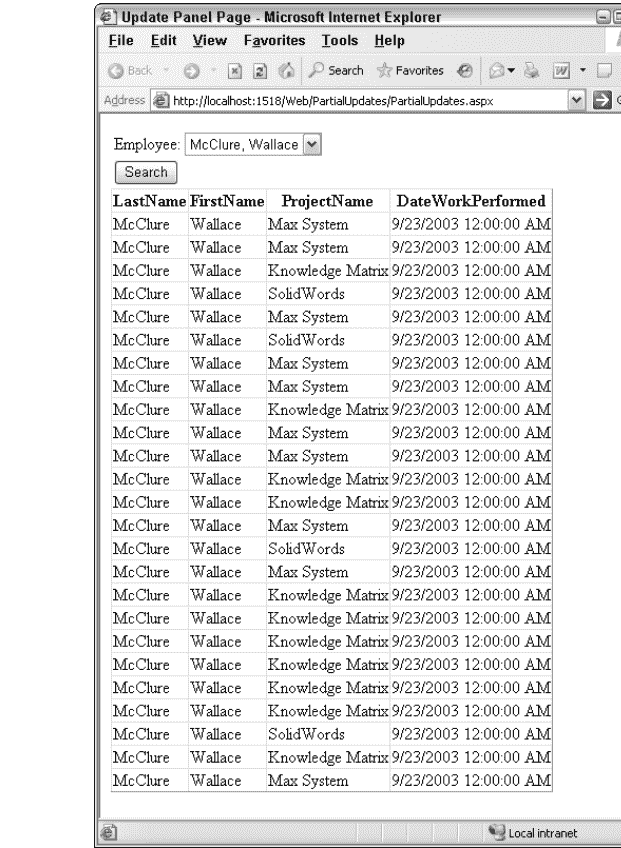 Update Panel Page - Microsoft Internet Explorer
File Edit View Favorites Tools Help
Back Search Favorites
Address http://localhost:1518/Web/PartialUpdates/PartialUpdates.aspx
Employee: McClure, Wallace
Search
LastName FirstName ProjectName DateWorkPerformed
McClure Wallace Max System 9/23/2003 12:00:00 AM
McClure Wallace Max System 9/23/2003 12:00:00 AM
McClure Wallace Knowledge Matrix 9/23/2003 12:00:00 AM
McClure Wallace SolidWords 9/23/2003 12:00:00 AM
McClure Wallace Max System 9/23/2003 12:00:00 AM
McClure Wallace SolidWords 9/23/2003 12:00:00 AM
McClure Wallace Max System 9/23/2003 12:00:00 AM
McClure Wallace Max System 9/23/2003 12:00:00 AM
McClure Wallace Knowledge Matrix 9/23/2003 12:00:00 AM
McClure Wallace Max System 9/23/2003 12:00:00 AM
McClure Wallace Max System 9/23/2003 12:00:00 AM
McClure Wallace Knowledge Matrix 9/23/2003 12:00:00 AM
McClure Wallace Knowledge Matrix 9/23/2003 12:00:00 AM
McClure Wallace Max System 9/23/2003 12:00:00 AM
McClure Wallace SolidWords 9/23/2003 12:00:00 AM
McClure Wallace Max System 9/23/2003 12:00:00 AM
McClure Wallace Knowledge Matrix 9/23/2003 12:00:00 AM
McClure Wallace Knowledge Matrix 9/23/2003 12:00:00 AM
McClure Wallace Knowledge Matrix 9/23/2003 12:00:00 AM
McClure Wallace Knowledge Matrix 9/23/2003 12:00:00 AM
McClure Wallace Knowledge Matrix 9/23/2003 12:00:00 AM
McClure Wallace Knowledge Matrix 9/23/2003 12:00:00 AM
McClure Wallace SolidWords 9/23/2003 12:00:00 AM
McClure Wallace Knowledge Matrix 9/23/2003 12:00:00 AM
McClure Wallace Max System 9/23/2003 12:00:00 AM
Local intranet